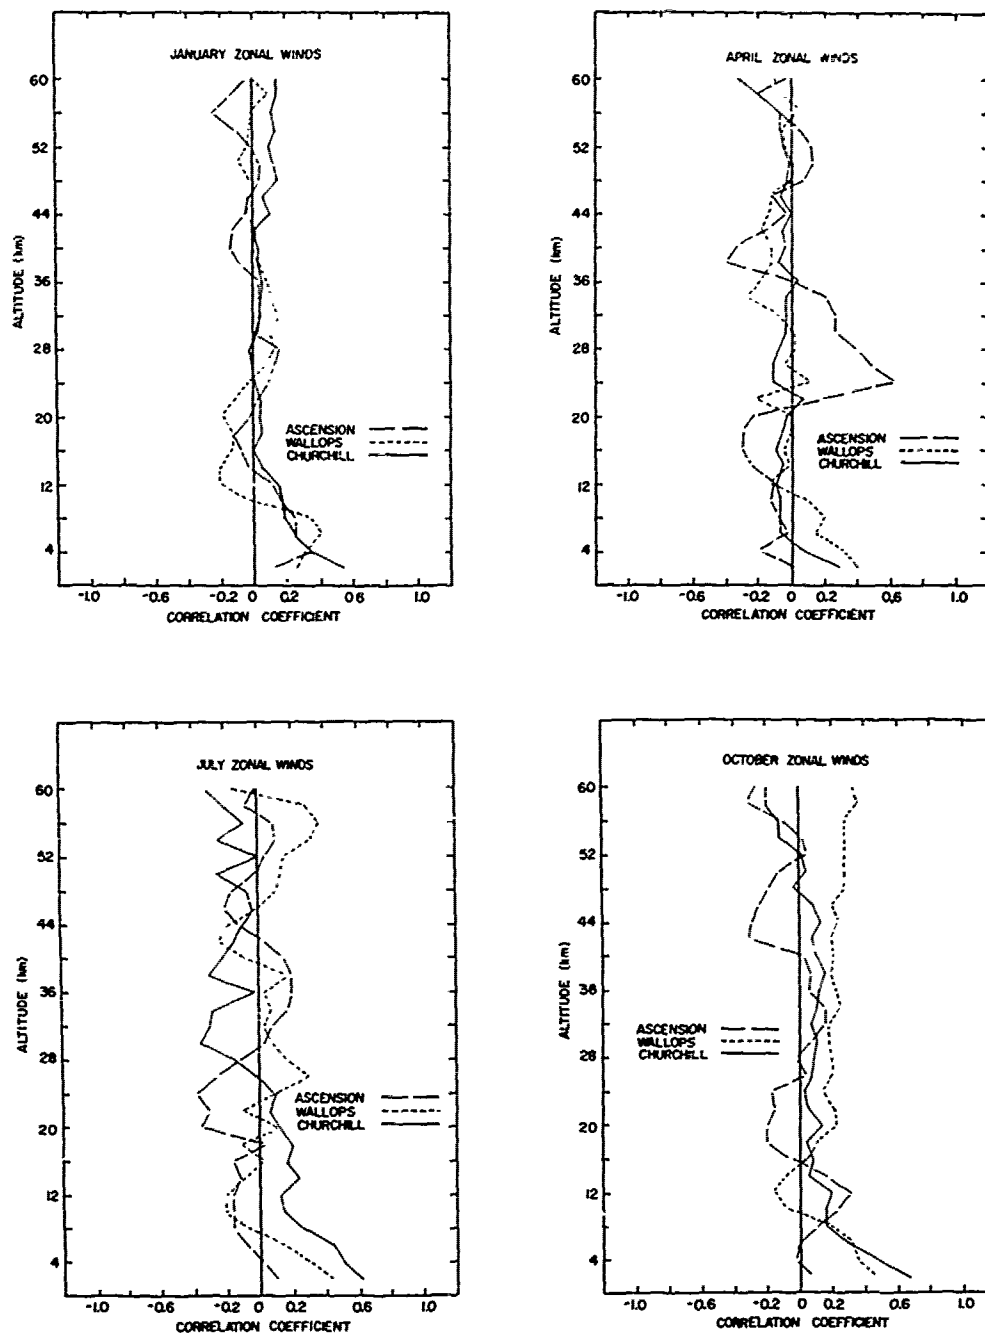 JANUARY ZONAL WINDS
60
52
44
36
28
20
12
4
ALTITUDE (km)
ASCENSION
WALLOPS
CHURCHILL
-1.0 -0.6 -0.2 0 0.2 0.6 1.0
CORRELATION COEFFICIENT
APRIL ZONAL WINDS
60
52
44
36
28
20
12
4
ALTITUDE (km)
ASCENSION
WALLOPS
CHURCHILL
-1.0 -0.6 -0.2 0 0.2 0.6 1.0
CORRELATION COEFFICIENT
JULY ZONAL WINDS
60
52
44
36
28
20
12
4
ALTITUDE (km)
ASCENSION
WALLOPS
CHURCHILL
-1.0 -0.6 -0.2 0 0.2 0.6 1.0
CORRELATION COEFFICIENT
OCTOBER ZONAL WINDS
60
52
44
36
28
20
12
4
ALTITUDE (km)
ASCENSION
WALLOPS
CHURCHILL
-1.0 -0.6 -0.2 0 0.2 0.6 1.0
CORRELATION COEFFICIENT